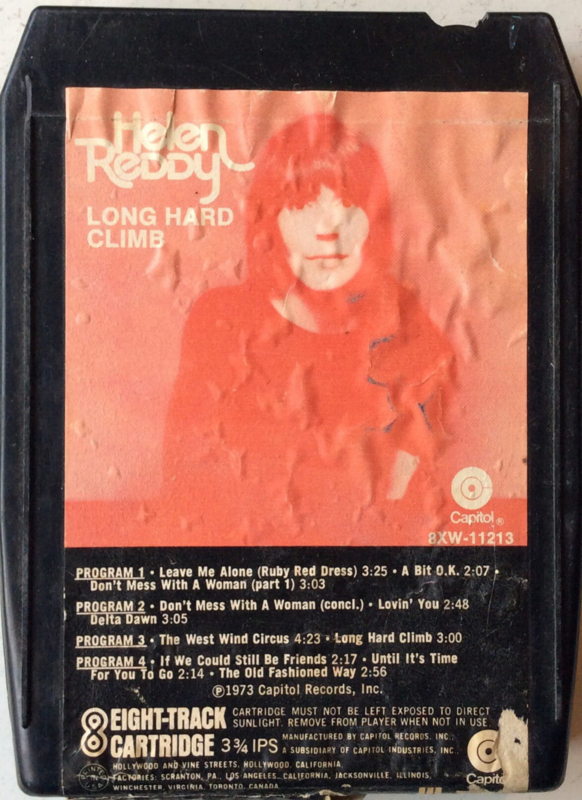 Helen
Reddy
LONG HARD
CLIMB
Capitol®
8XW-11213
PROGRAM 1 • Leave Me Alone (Ruby Red Dress) 3:25 • A Bit O.K. 2:07 •
Don't Mess With A Woman (part 1) 3:03
PROGRAM 2 • Don't Mess With A Woman (concl.) • Lovin' You 2:48
Delta Dawn 3:05
PROGRAM 3 • The West Wind Circus 4:23 • Long Hard Climb 3:00
PROGRAM 4 • If We Could Still Be Friends 2:17 • Until It's Time
For You To Go 2:14 • The Old Fashioned Way 2:56
℗1973 Capitol Records, Inc.
8 EIGHT-TRACK
CARTRIDGE 3 ¾ IPS
CARTRIDGE MUST NOT BE LEFT EXPOSED TO DIRECT
SUNLIGHT. REMOVE FROM PLAYER WHEN NOT IN USE
MANUFACTURED BY CAPITOL RECORDS, INC.
A SUBSIDIARY OF CAPITOL INDUSTRIES, INC.
HOLLYWOOD AND VINE STREETS, HOLLYWOOD, CALIFORNIA
FACTORIES: SCRANTON, PA., LOS ANGELES, CALIFORNIA, JACKSONVILLE, ILLINOIS,
WINCHESTER, VIRGINIA, TORONTO, CANADA
Capito